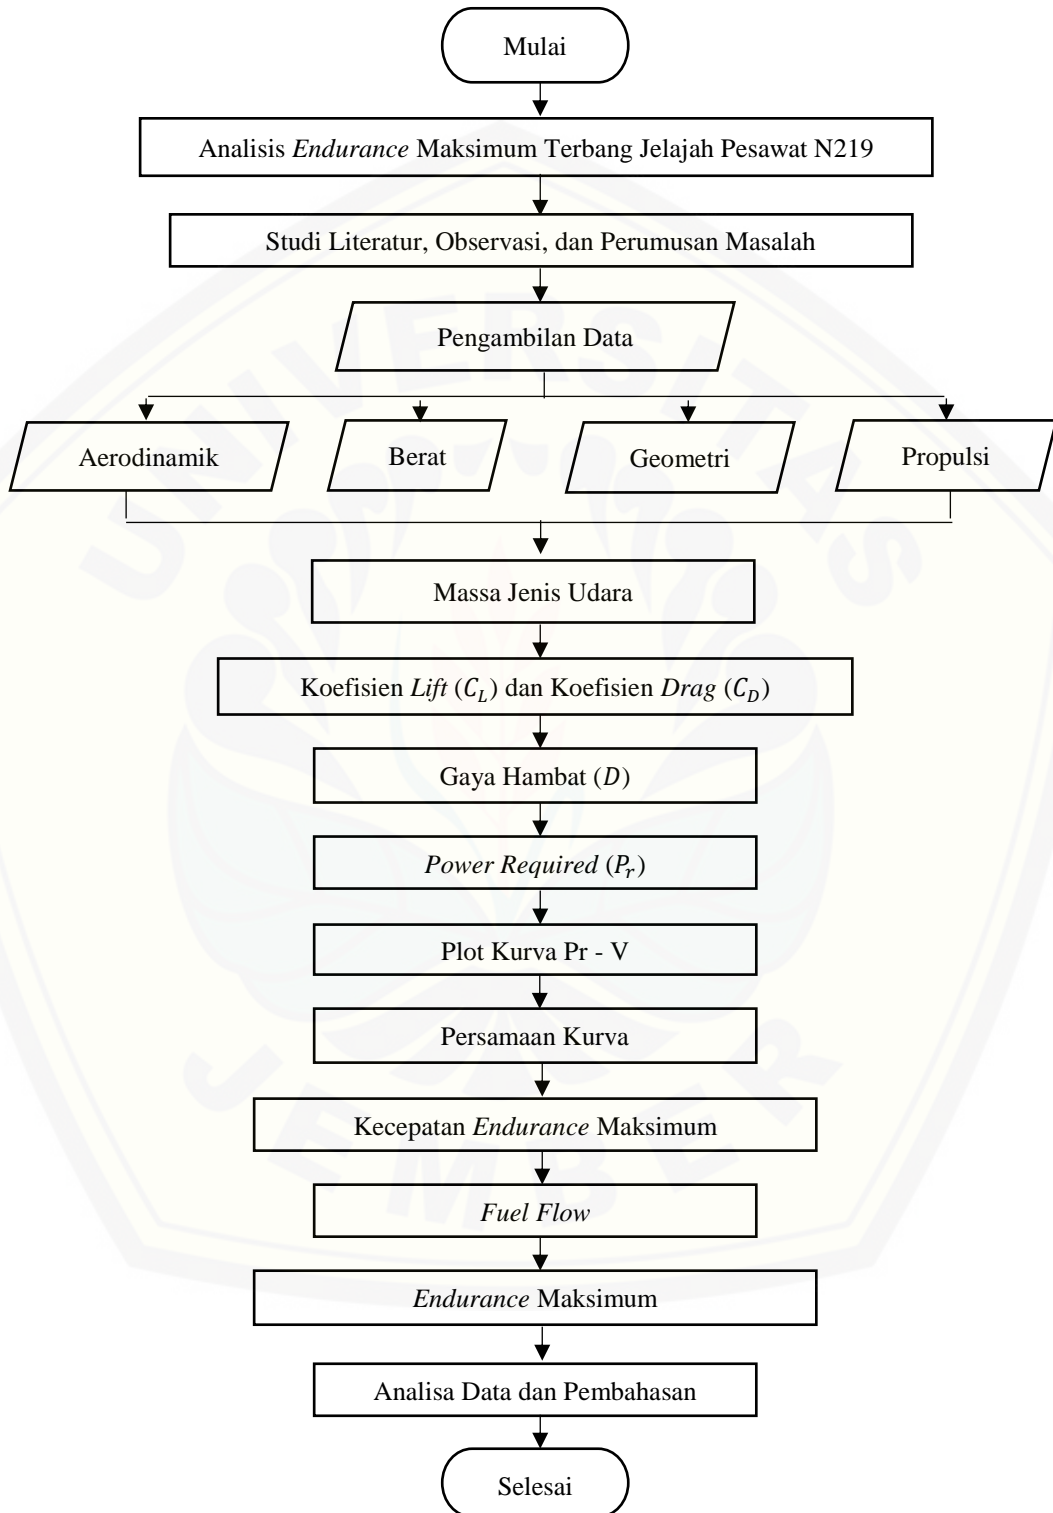 Mulai
Analisis Endurance Maksimum Terbang Jelajah Pesawat N219
Studi Literatur, Observasi, dan Perumusan Masalah
Pengambilan Data
Aerodinamik
Berat
Geometri
Propulsi
Massa Jenis Udara
Koefisien Lift (C_L) dan Koefisien Drag (C_D)
Gaya Hambat (D)
Power Required (P_r)
Plot Kurva Pr - V
Persamaan Kurva
Kecepatan Endurance Maksimum
Fuel Flow
Endurance Maksimum
Analisa Data dan Pembahasan
Selesai
UNIVERSITAS
JEMBER